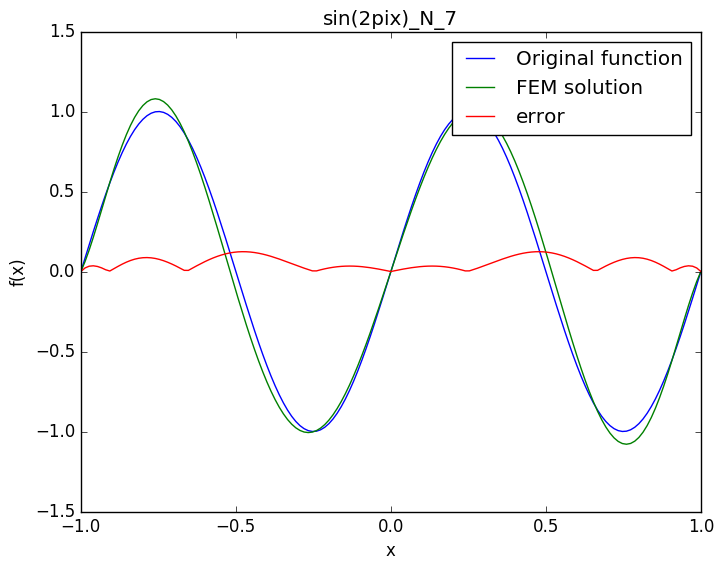 sin(2pix)_N_7
1.5
Original function
FEM solution
error
1.0
0.5
0.0
−0.5
−1.0
−1.5
f(x)
−1.0 −0.5 0.0 0.5 1.0
x